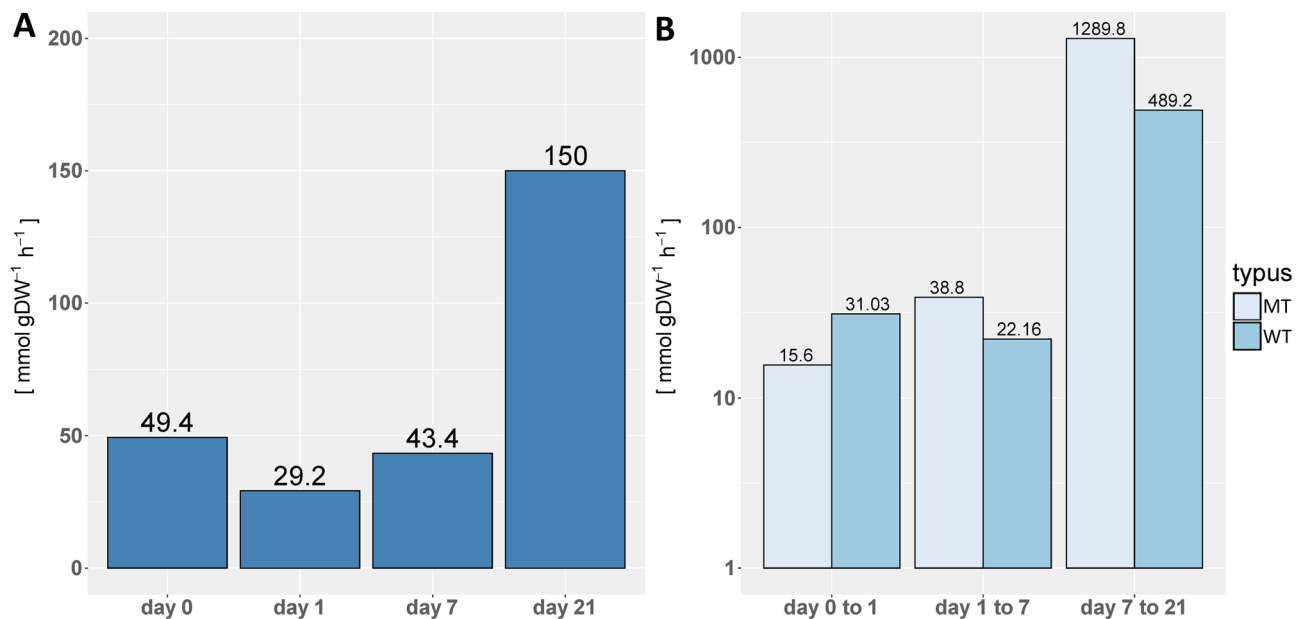 A
[ mmol gDW⁻¹ h⁻¹ ]
200
150
100
50
0
49.4
29.2
43.4
150
day 0
day 1
day 7
day 21
B
[ mmol gDW⁻¹ h⁻¹ ]
1000
100
10
1
15.6
31.03
38.8
22.16
1289.8
489.2
day 0 to 1
day 1 to 7
day 7 to 21
typus
MT
WT